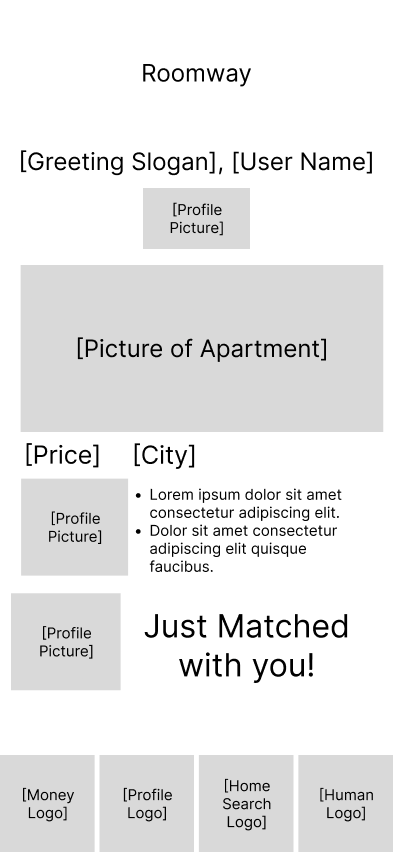 Roomway
[Greeting Slogan], [User Name]
[Profile
Picture]
[Picture of Apartment]
[Price] [City]
[Profile
Picture]
• Lorem ipsum dolor sit amet
consectetur adipiscing elit.
• Dolor sit amet consectetur
adipiscing elit quisque
faucibus.
[Profile
Picture]
Just Matched
with you!
[Money
Logo]
[Profile
Logo]
[Home
Search
Logo]
[Human
Logo]